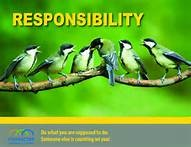 RESPONSIBILITY
Do what you are supposed to do.
Someone else is counting on you!